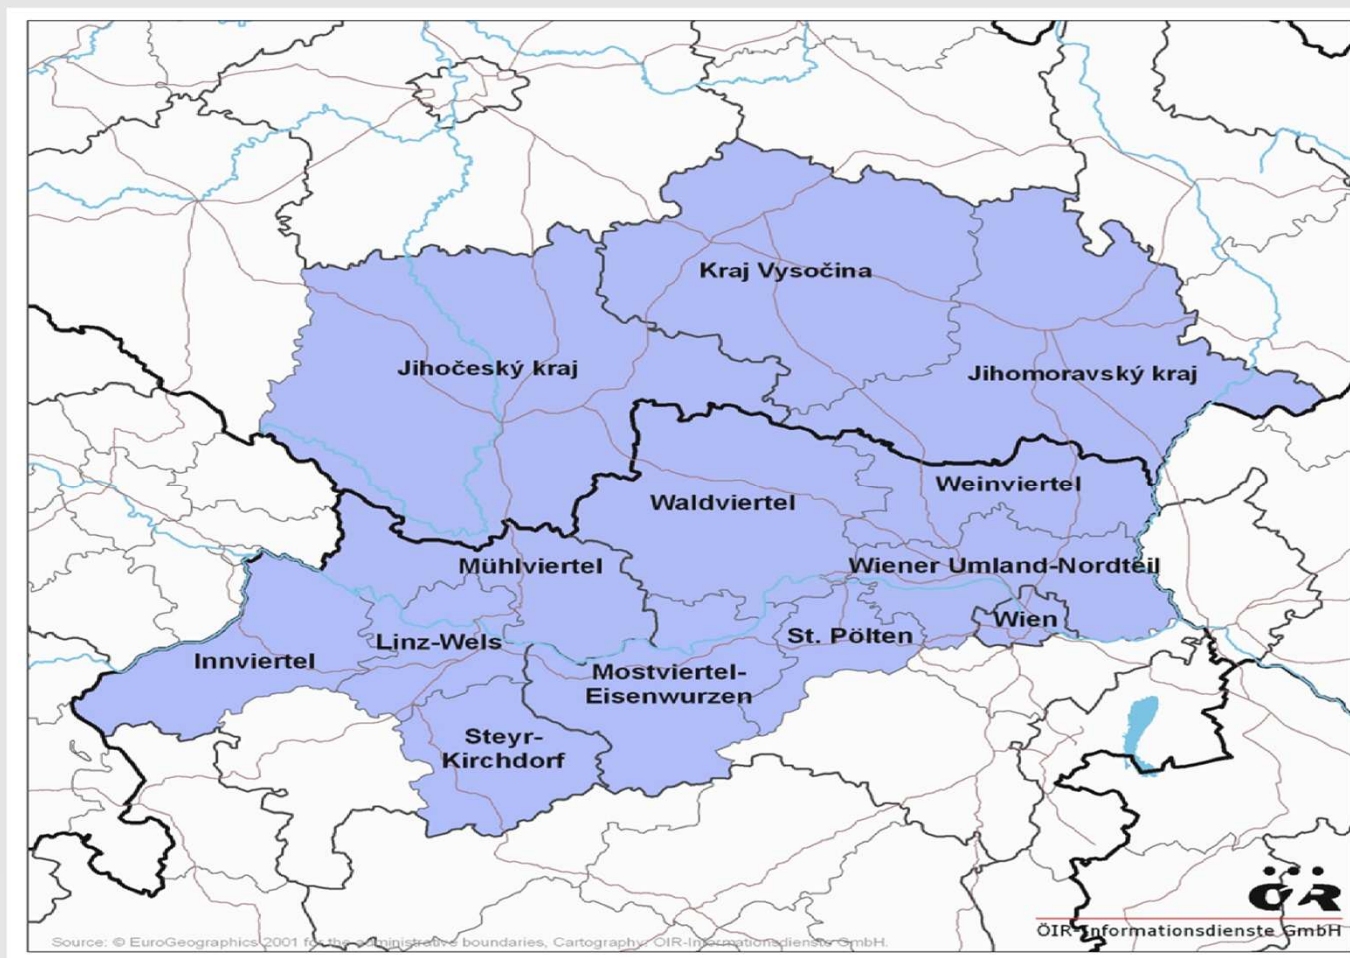 Kraj Vysočina
Jihočeský kraj
Jihomoravský kraj
Weinviertel
Waldviertel
Mühlviertel
Wiener Umland-Nordteil
Wien
St. Pölten
Linz-Wels
Innviertel
Mostviertel-
Eisenwurzen
Steyr-
Kirchdorf
ÖIR
ÖIR-Informationsdienste GmbH
Source: © EuroGeographics 2001 for the administrative boundaries, Cartography: ÖIR-Informationsdienste GmbH.